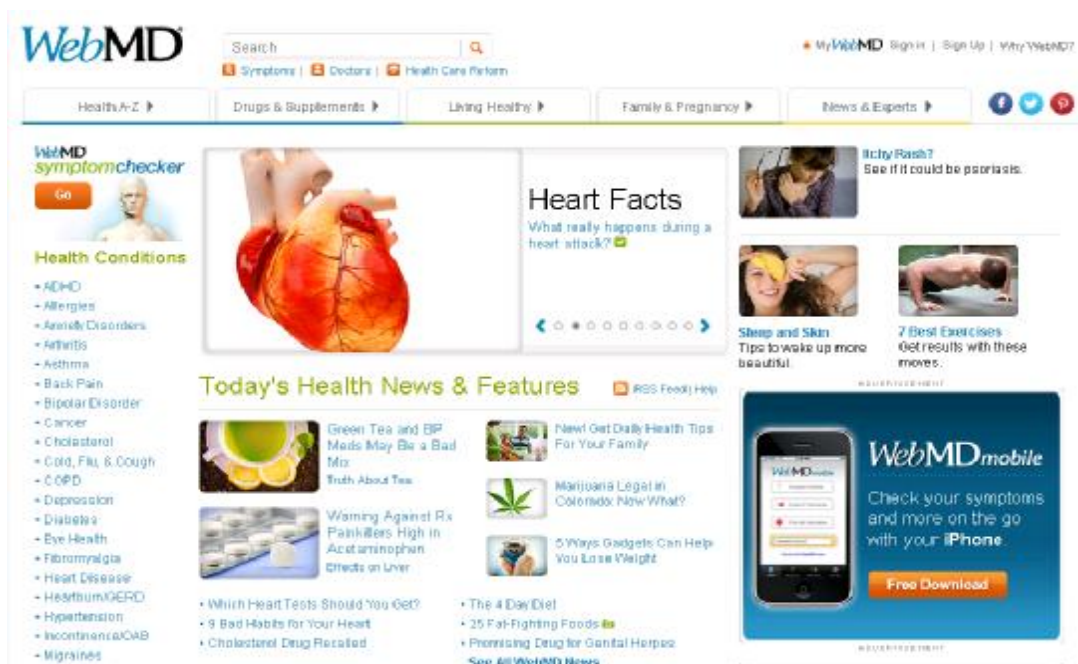 WebMD
Search
Symptoms | Doctors | Health Care Reform
My WebMD Sign in | Sign Up | Why WebMD?
Health A-Z
Drugs & Supplements
Living Healthy
Family & Pregnancy
News & Experts
WebMD
symptomchecker
Go
Health Conditions
ADHD
Allergies
Anxiety Disorders
Arthritis
Asthma
Back Pain
Bipolar Disorder
Cancer
Cholesterol
Cold, Flu, & Cough
COPD
Depression
Diabetes
Eye Health
Fibromyalgia
Heart Disease
Heartburn/GERD
Hypertension
Incontinence/OAB
Migraines
Heart Facts
What really happens during a
heart attack?
Today's Health News & Features
RSS Feed | Help
Green Tea and BP
Meds May Be a Bad
Mix
Truth About Tea
Warning Against Rx
Painkillers High in
Acetaminophen
Effects on Liver
New! Get Daily Health Tips
For Your Family
Marijuana Legal in
Colorado: Now What?
5 Ways Gadgets Can Help
You Lose Weight
Which Heart Tests Should You Get?
9 Bad Habits for Your Heart
Cholesterol Drug Recalled
The 4 Day Diet
25 Fat-Fighting Foods
Promising Drug for Genital Herpes
See All WebMD News
Itchy Rash?
See if it could be psoriasis.
Sleep and Skin
Tips to wake up more
beautiful.
7 Best Exercises
Get results with these
moves.
ADVERTISEMENT
WebMD mobile
Check your symptoms
and more on the go
with your iPhone.
Free Download
WebMD mobile
ADVERTISEMENT